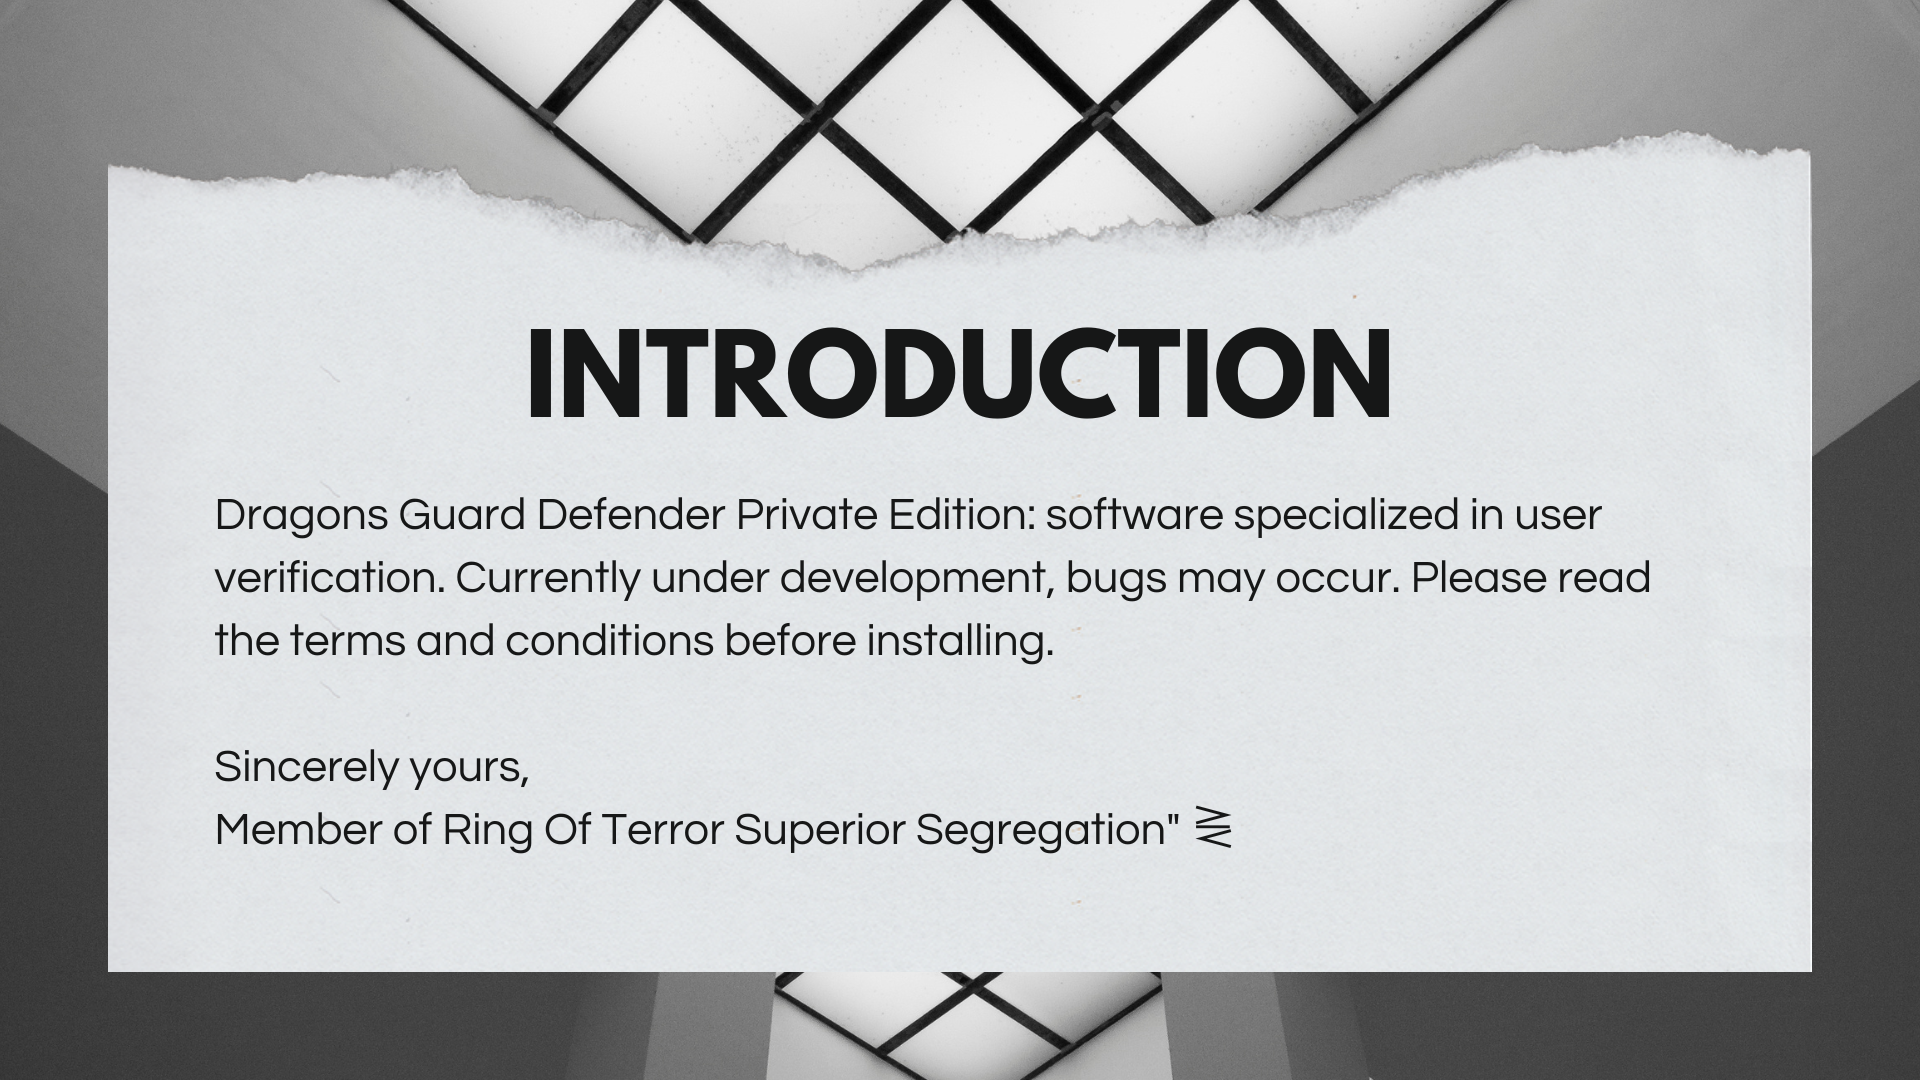 INTRODUCTION
Dragons Guard Defender Private Edition: software specialized in user
verification. Currently under development, bugs may occur. Please read
the terms and conditions before installing.
Sincerely yours,
Member of Ring Of Terror Superior Segregation" ⋛